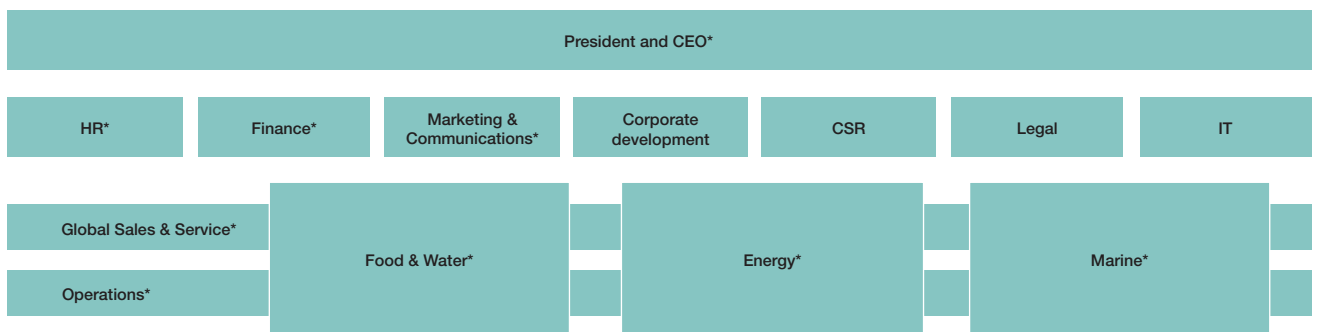 President and CEO*
HR*
Finance*
Marketing &
Communications*
Corporate
development
CSR
Legal
IT
Global Sales & Service*
Food & Water*
Energy*
Marine*
Operations*